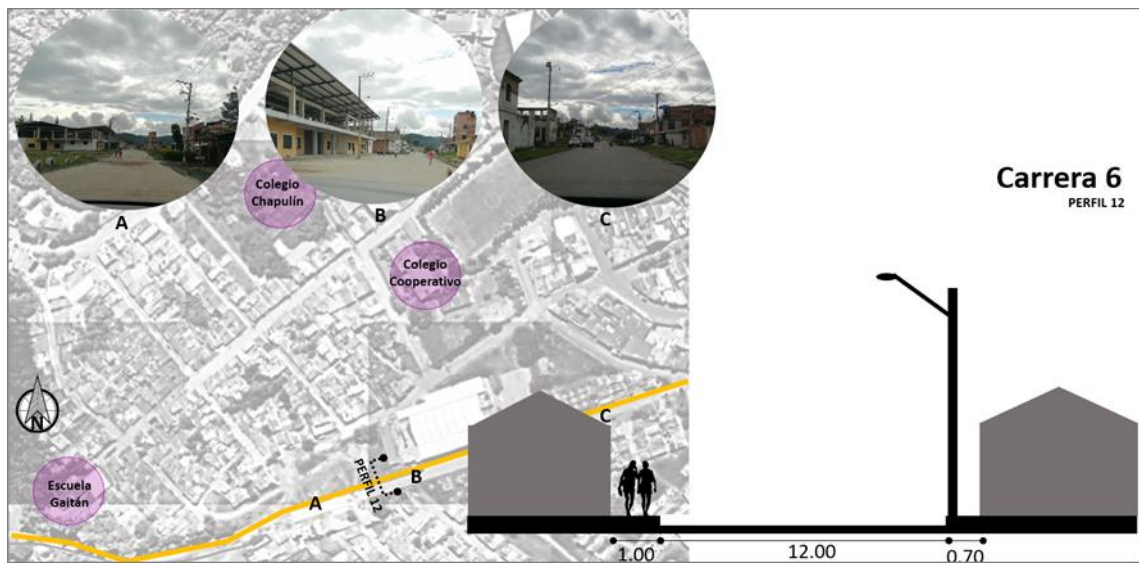 A
B
C
Colegio
Chapulín
Colegio
Cooperativo
Carrera 6
PERFIL 12
N
Escuela
Gaitán
PERFIL 12
A
B
C
1.00
12.00
0.70